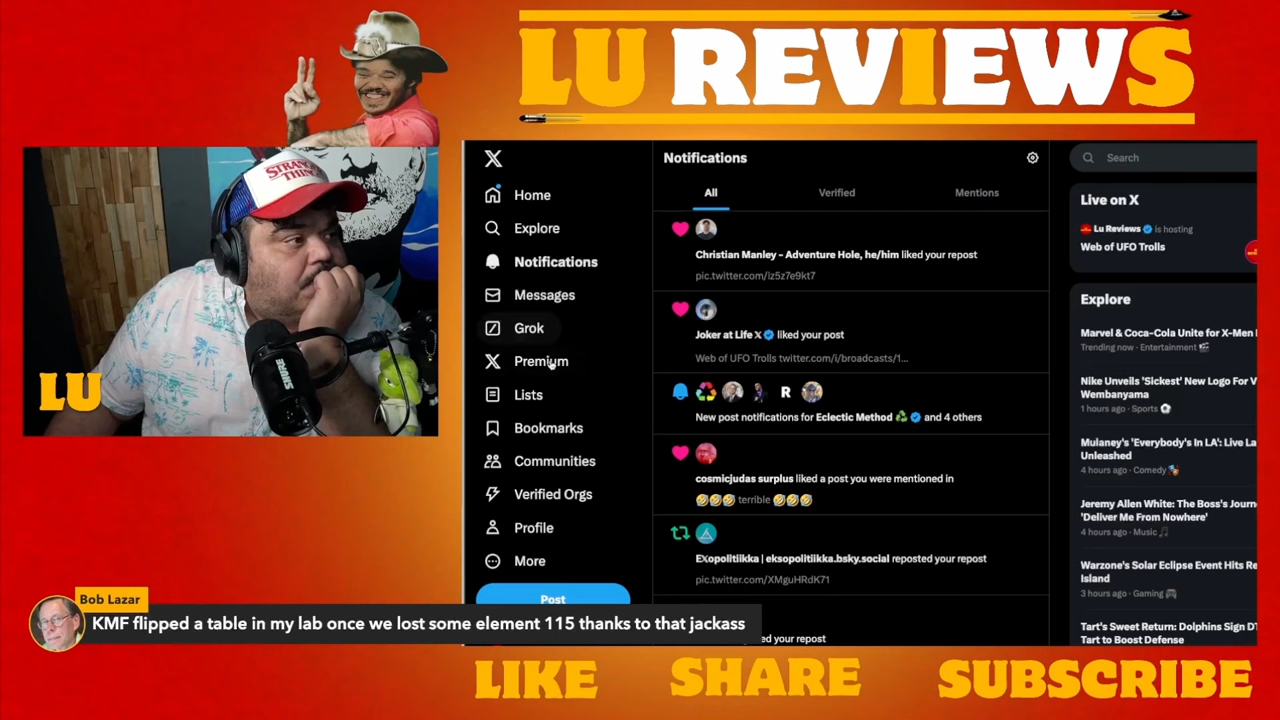 LU REVIEWS
STRANGER
THINGS
SHURE
LU
Home
Explore
Notifications
Messages
Grok
Premium
Lists
Bookmarks
Communities
Verified Orgs
Profile
More
Post
Notifications
All Verified Mentions
Christian Manley - Adventure Hole, he/him liked your repost
pic.twitter.com/iz5z7e9kt7
Joker at Life X liked your post
Web of UFO Trolls twitter.com/i/broadcasts/1...
R
New post notifications for Eclectic Method ♻ and 4 others
cosmicjudas surplus liked a post you were mentioned in
🤣🤣🤣 terrible 🤣🤣🤣
EXopolitiikka | eksopolitiikka.bsky.social reposted your repost
pic.twitter.com/XMguHRdK71
ed your repost
Search
Live on X
Lu Reviews is hosting
Web of UFO Trolls
Explore
Marvel & Coca-Cola Unite for X-Men
Trending now · Entertainment
Nike Unveils 'Sickest' New Logo For V
Wembanyama
1 hours ago · Sports
Mulaney's 'Everybody's In LA': Live La
Unleashed
4 hours ago · Comedy
Jeremy Allen White: The Boss's Journ
'Deliver Me From Nowhere'
4 hours ago · Music
Warzone's Solar Eclipse Event Hits Re
Island
3 hours ago · Gaming
Tart's Sweet Return: Dolphins Sign DT
Tart to Boost Defense
Bob Lazar
KMF flipped a table in my lab once we lost some element 115 thanks to that jackass
LIKE SHARE SUBSCRIBE